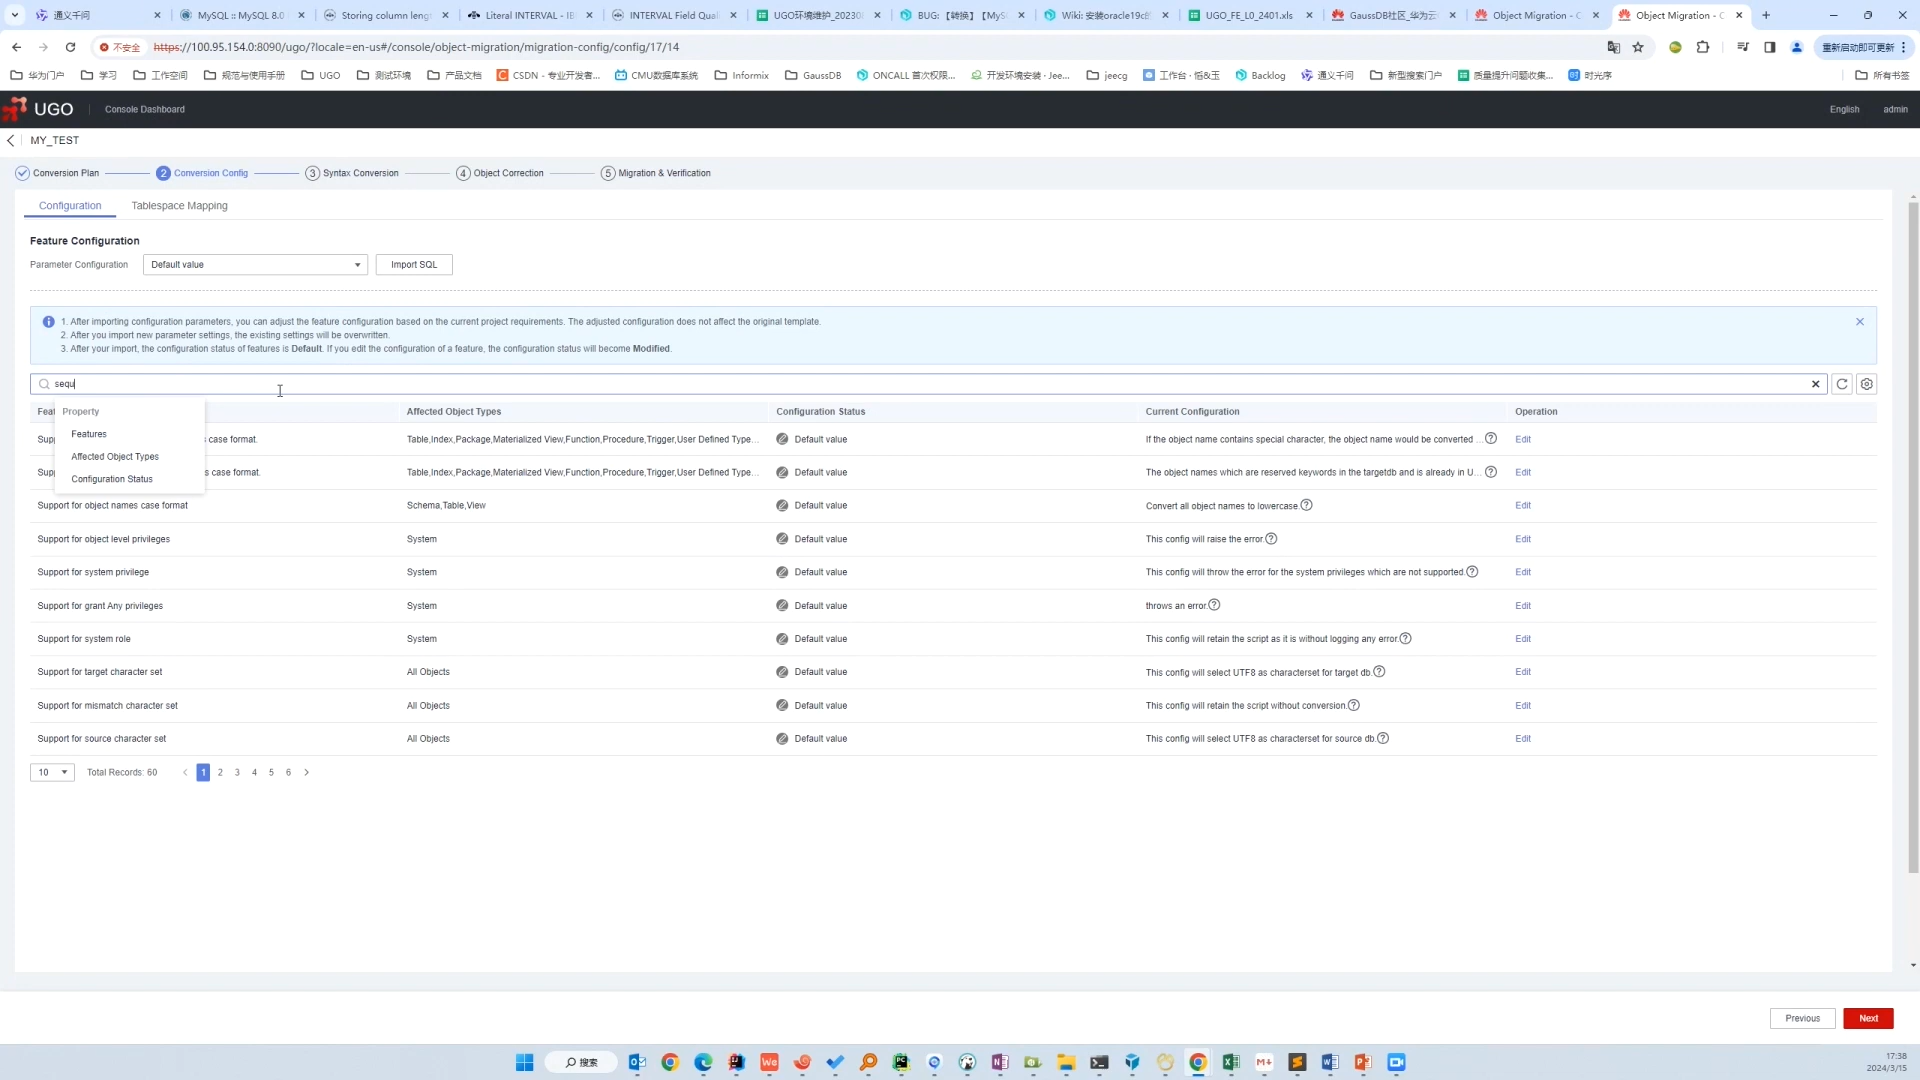 通义千问
MySQL :: MySQL 8.0
Storing column leng
Literal INTERVAL - IB
INTERVAL Field Quali
UGO环境维护_20230
BUG:【转换】【MyS
Wiki: 安装oracle19c
UGO_FE_L0_2401.xls
GaussDB社区_华为云
Object Migration - C
Object Migration - C
不安全
https://100.95.154.0:8090/ugo/?locale=en-us#/console/object-migration/migration-config/config/17/14
重新启动即可更新
华为门户
学习
工作空间
规范与使用手册
UGO
测试环境
产品文档
CSDN - 专业开发者...
CMU数据库系统
Informix
GaussDB
ONCALL 首次权限...
开发环境安装 · Jee...
jeecg
工作台 · 恬&玉
Backlog
通义千问
新型搜索门户
质量提升问题收集...
时光序
所有书签
UGO
Console Dashboard
English
admin
MY_TEST
Conversion Plan
2 Conversion Config
3 Syntax Conversion
4 Object Correction
5 Migration & Verification
Configuration
Tablespace Mapping
Feature Configuration
Parameter Configuration
Default value
Import SQL
1. After importing configuration parameters, you can adjust the feature configuration based on the current project requirements. The adjusted configuration does not affect the original template.
2. After you import new parameter settings, the existing settings will be overwritten.
3. After your import, the configuration status of features is Default. If you edit the configuration of a feature, the configuration status will become Modified.
sequ
Property
Features
Affected Object Types
Configuration Status
Feat
Affected Object Types
Configuration Status
Current Configuration
Operation
Supp
s case format.
Table,Index,Package,Materialized View,Function,Procedure,Trigger,User Defined Type...
Default value
If the object name contains special character, the object name would be converted ...
Edit
Supp
s case format.
Table,Index,Package,Materialized View,Function,Procedure,Trigger,User Defined Type...
Default value
The object names which are reserved keywords in the targetdb and is already in U...
Edit
Support for object names case format
Schema,Table,View
Default value
Convert all object names to lowercase.
Edit
Support for object level privileges
System
Default value
This config will raise the error.
Edit
Support for system privilege
System
Default value
This config will throw the error for the system privileges which are not supported.
Edit
Support for grant Any privileges
System
Default value
throws an error.
Edit
Support for system role
System
Default value
This config will retain the script as it is without logging any error.
Edit
Support for target character set
All Objects
Default value
This config will select UTF8 as characterset for target db.
Edit
Support for mismatch character set
All Objects
Default value
This config will retain the script without conversion.
Edit
Support for source character set
All Objects
Default value
This config will select UTF8 as characterset for source db.
Edit
10
Total Records: 60
1
2
3
4
5
6
Previous
Next
搜索
17:38
2024/3/15